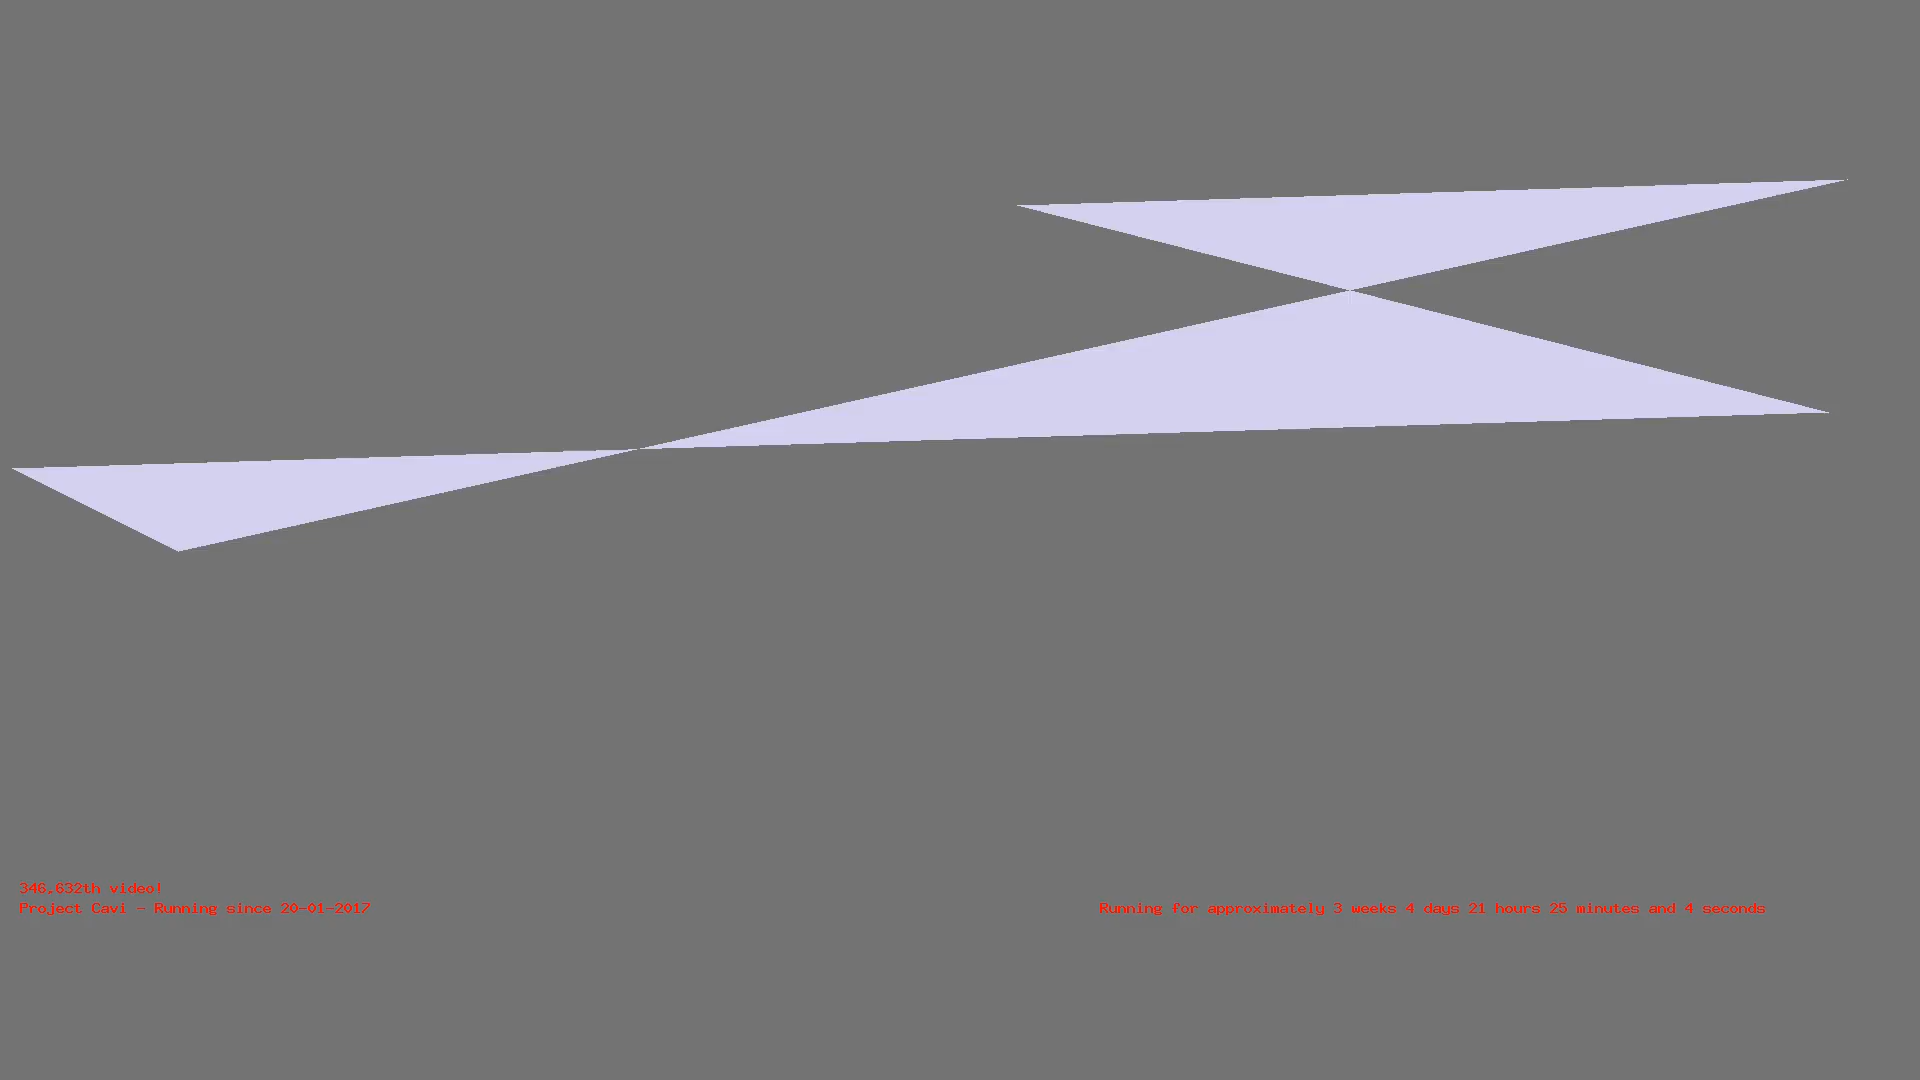 346,632th video!
Project Cavi - Running since 20-01-2017
Running for approximately 3 weeks 4 days 21 hours 25 minutes and 4 seconds